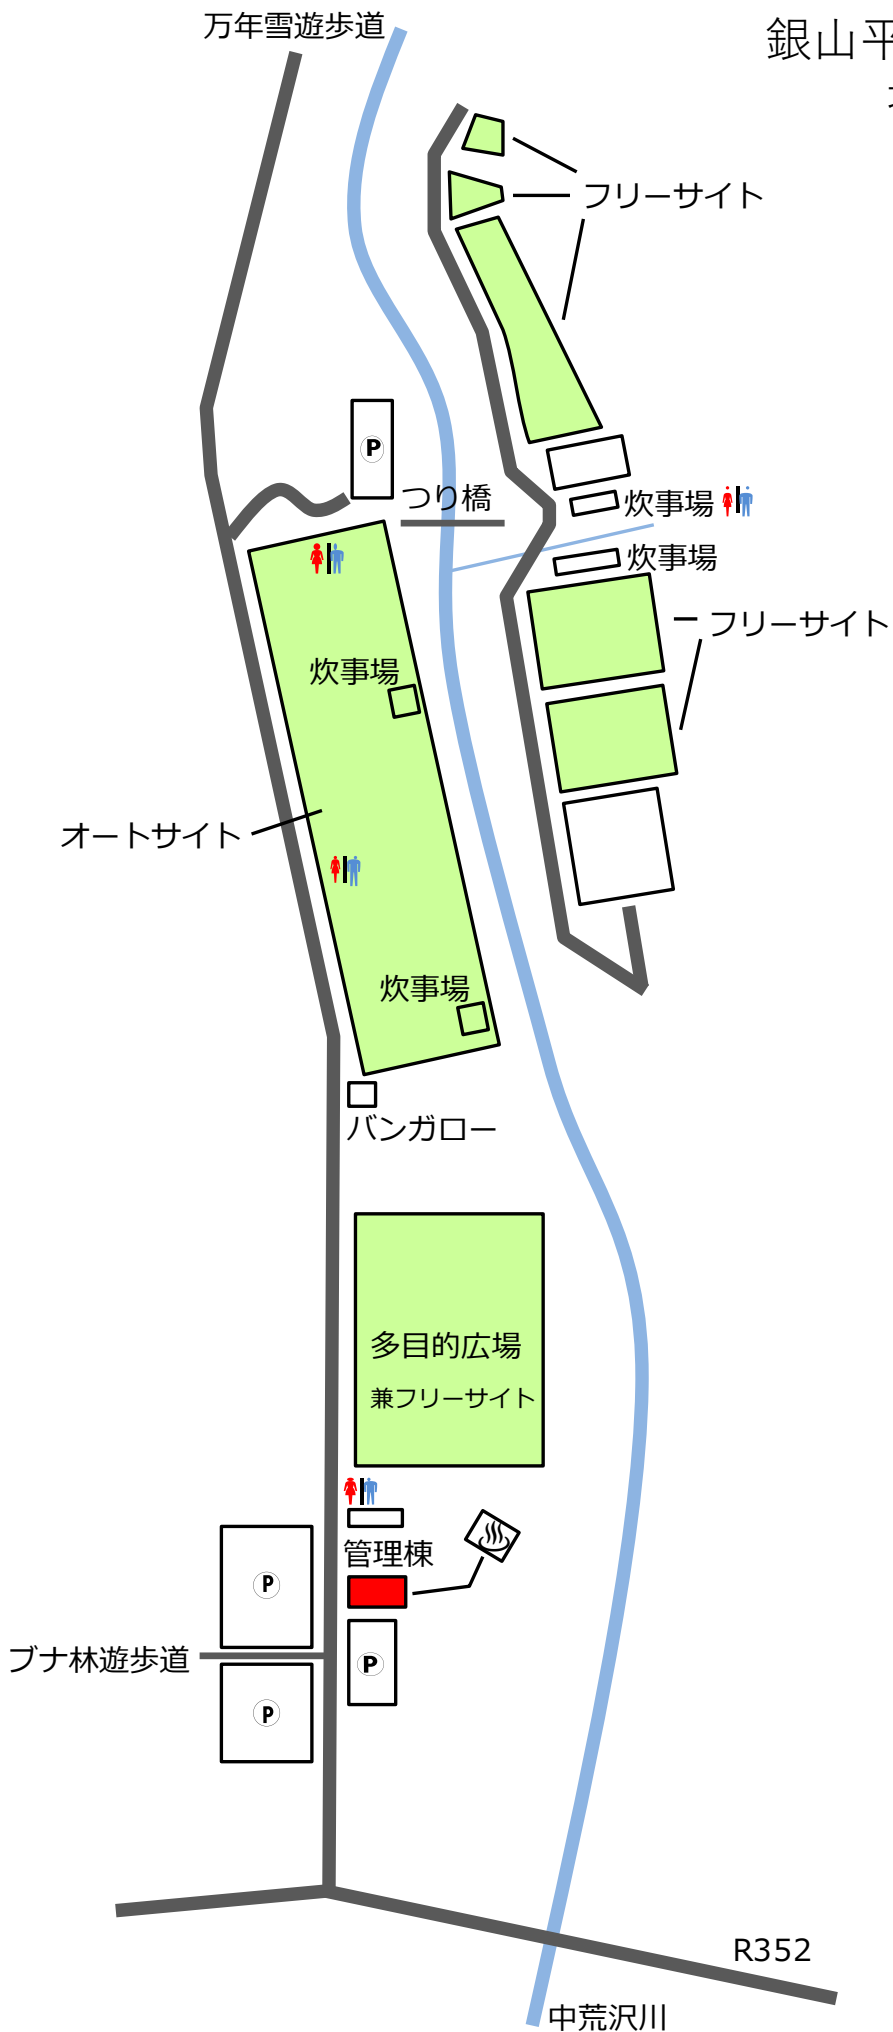 万年雪遊歩道
銀山平
フリーサイト
P
つり橋
炊事場
炊事場
フリーサイト
炊事場
オートサイト
炊事場
バンガロー
多目的広場
兼フリーサイト
管理棟
P
P
ブナ林遊歩道
P
R352
中荒沢川